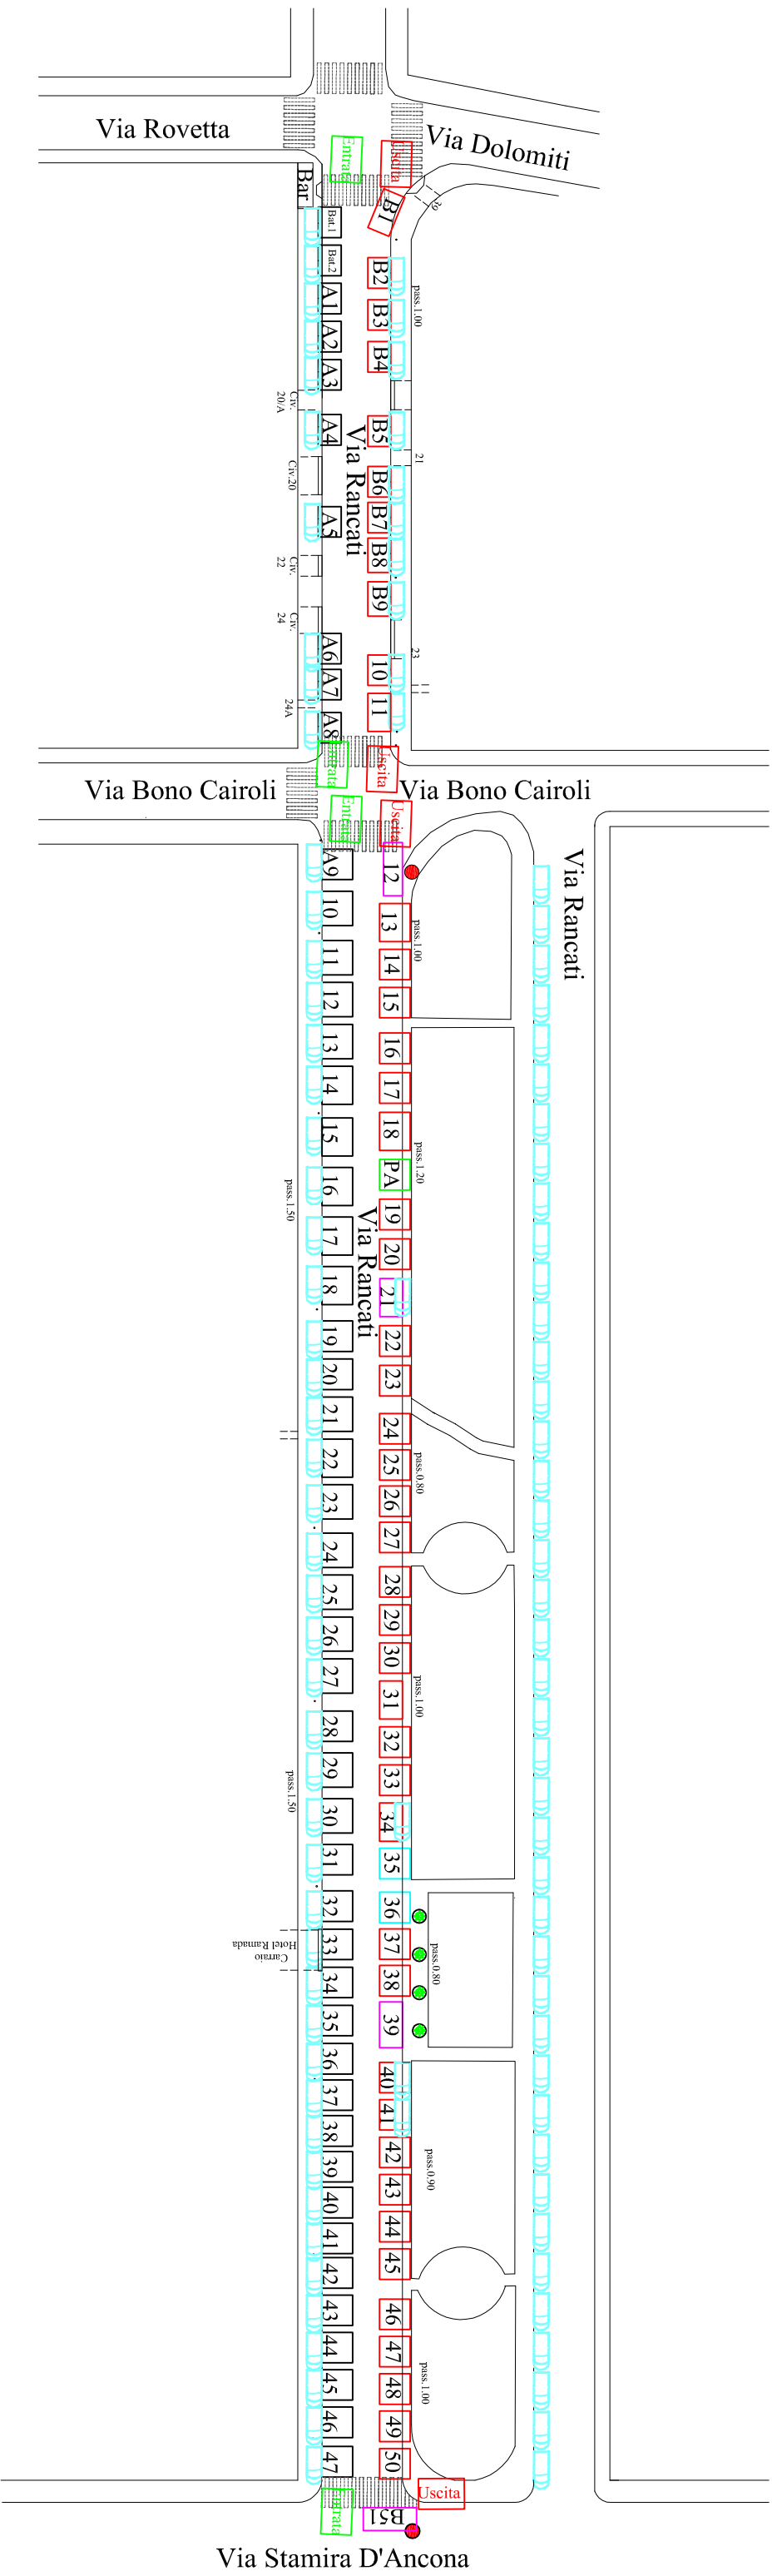 Via Rovetta
Via Dolomiti
Entrata
Uscita
Bar
B1
Bat.1
Bat.2
B2
A1
pass.1.00
B3
A2
B4
A3
Civ.
20/A
A4
B5
Via Rancati
21
Civ.20
B6
A5
B7
B8
Civ.
22
B9
Civ.
24
A6
23
10
A7
24A
11
A8
Entrata
Uscita
Via Bono Cairoli
Via Bono Cairoli
Entrata
Uscita
Via Rancati
A9
12
10
13
pass.1.00
11
14
12
15
13
16
14
17
15
18
pass.1.20
PA
16
pass.1.50
19
17
Via Rancati
20
18
21
19
22
20
23
21
24
22
25
pass.0.80
23
26
24
27
25
28
26
29
27
30
31
pass.1.00
28
32
29
33
pass.1.50
30
34
31
35
32
36
33
37
Carraio
Hotel Ramada
pass.0.80
34
38
35
39
36
40
37
41
38
42
39
43
pass.0.90
40
44
41
45
42
43
46
44
47
45
48
pass.1.00
46
49
47
50
Entrata
Uscita
B51
Via Stamira D'Ancona